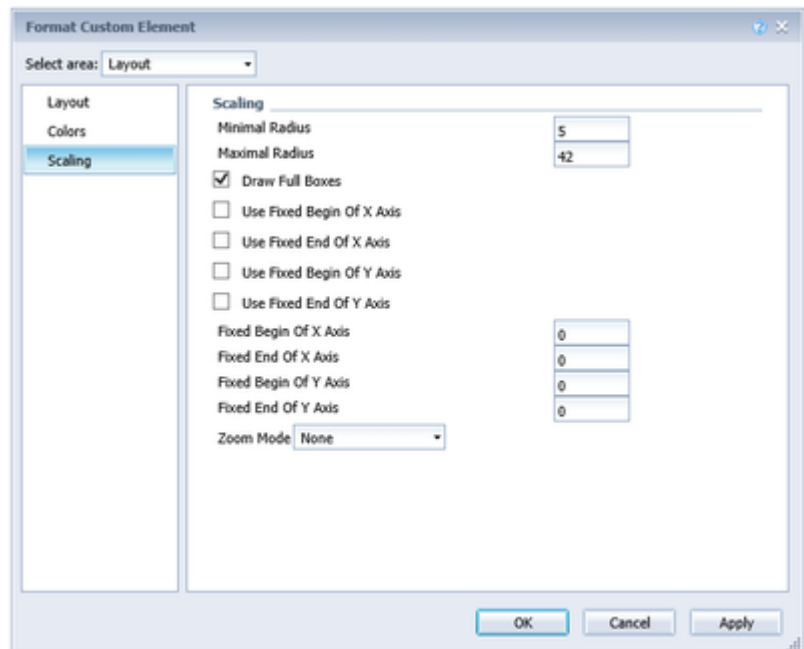 Format Custom Element
Select area: Layout
Layout
Colors
Scaling
Scaling
Minimal Radius 5
Maximal Radius 42
Draw Full Boxes
Use Fixed Begin Of X Axis
Use Fixed End Of X Axis
Use Fixed Begin Of Y Axis
Use Fixed End Of Y Axis
Fixed Begin Of X Axis 0
Fixed End Of X Axis 0
Fixed Begin Of Y Axis 0
Fixed End Of Y Axis 0
Zoom Mode None
OK Cancel Apply